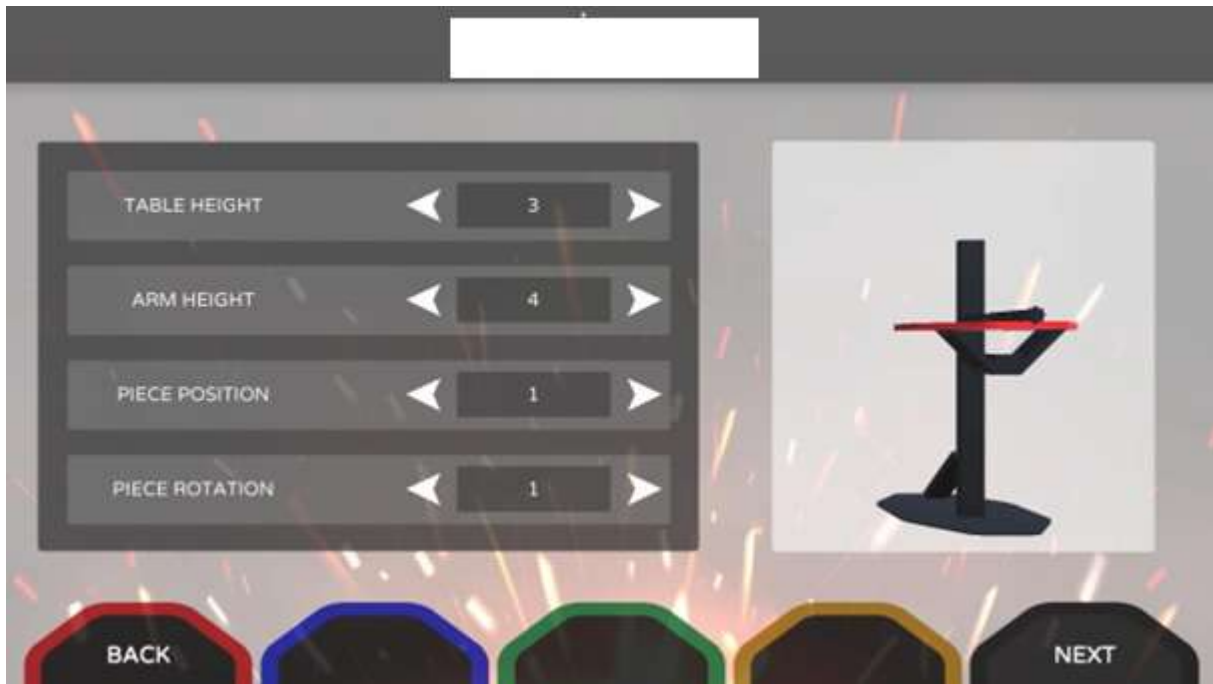 TABLE HEIGHT 3
ARM HEIGHT 4
PIECE POSITION 1
PIECE ROTATION 1
BACK NEXT